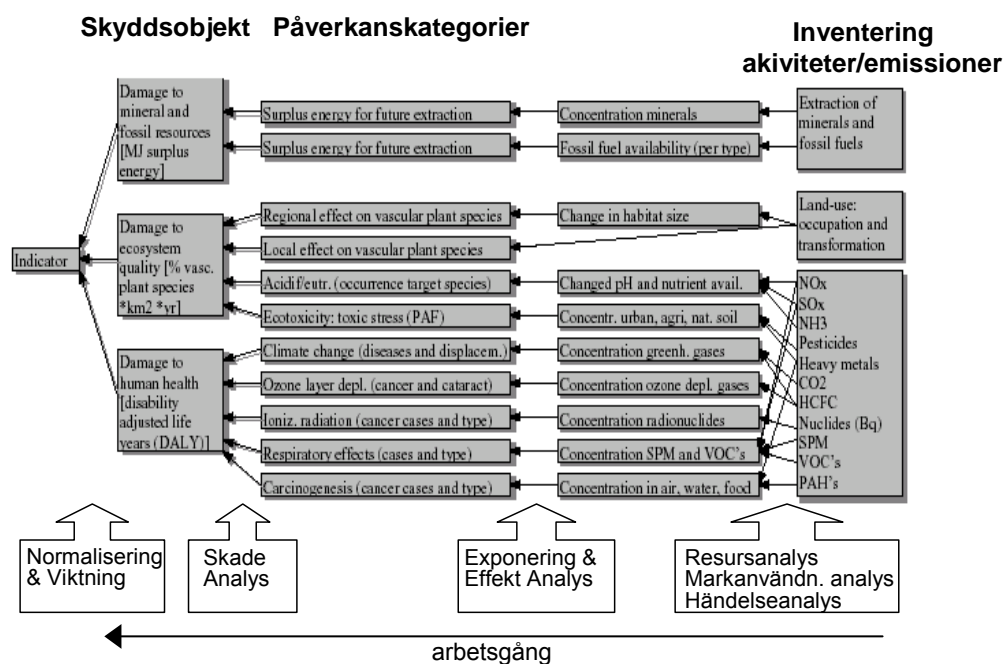 Skyddsobjekt Påverkanskategorier
Inventering
akiviteter/emissioner
Damage to
mineral and
fossil resources
[MJ surplus
energy]
Surplus energy for future extraction
Concentration minerals
Extraction of
minerals and
fossil fuels
Surplus energy for future extraction
Fossil fuel availability (per type)
Indicator
Damage to
ecosystem
quality [% vasc.
plant species
*km2 *yr]
Regional effect on vascular plant species
Change in habitat size
Land-use:
occupation and
transformation
Local effect on vascular plant species
Acidif/eutr. (occurrence target species)
Changed pH and nutrient avail.
Ecotoxicity: toxic stress (PAF)
Concentr. urban, agri, nat. soil
Damage to
human health
[disability
adjusted life
years (DALY)]
Climate change (diseases and displacem.)
Concentration greenh. gases
Ozone layer depl. (cancer and cataract)
Concentration ozone depl. gases
Ioniz. radiation (cancer cases and type)
Concentration radionuclides
Respiratory effects (cases and type)
Concentration SPM and VOC's
Carcinogenesis (cancer cases and type)
Concentration in air, water, food
NOx
SOx
NH3
Pesticides
Heavy metals
CO2
HCFC
Nuclides (Bq)
SPM
VOC's
PAH's
Normalisering
& Viktning
Skade
Analys
Exponering &
Effekt Analys
Resursanalys
Markanvändn. analys
Händelseanalys
arbetsgång